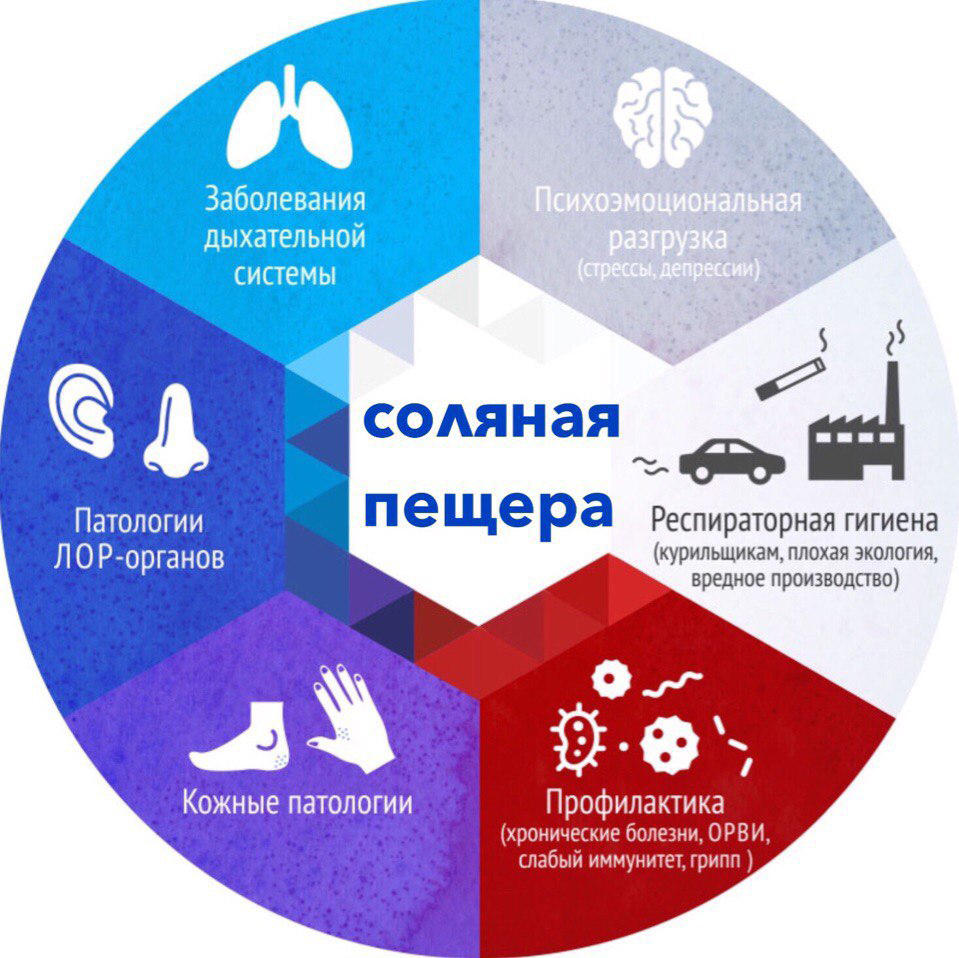 Заболевания
дыхательной
системы
Психоэмоциональная
разгрузка
(стрессы, депрессии)
соляная
пещера
Патологии
ЛОР-органов
Респираторная гигиена
(курильщикам, плохая экология,
вредное производство)
Кожные патологии
Профилактика
(хронические болезни, ОРВИ,
слабый иммунитет, грипп )